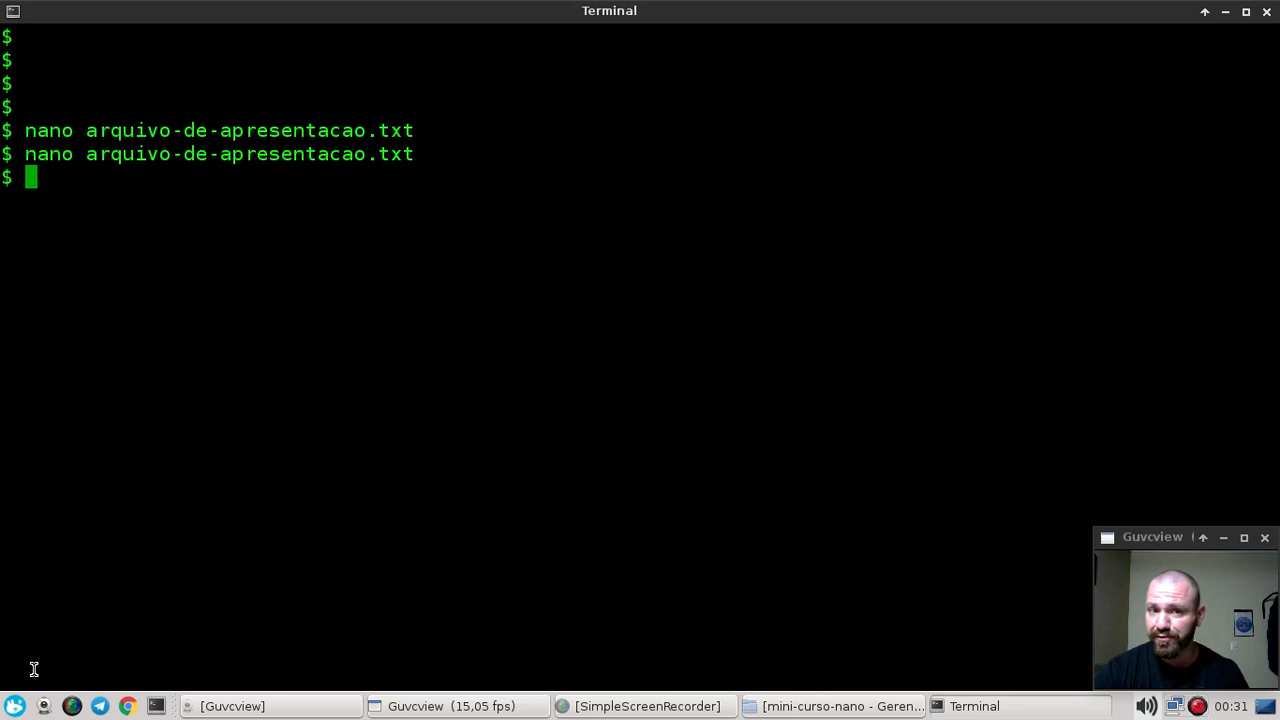 Terminal
$
$
$
$
$ nano arquivo-de-apresentacao.txt
$ nano arquivo-de-apresentacao.txt
$
Guvcview (
[Guvcview]
Guvcview (15,05 fps)
[SimpleScreenRecorder]
[mini-curso-nano - Geren...
Terminal
00:31